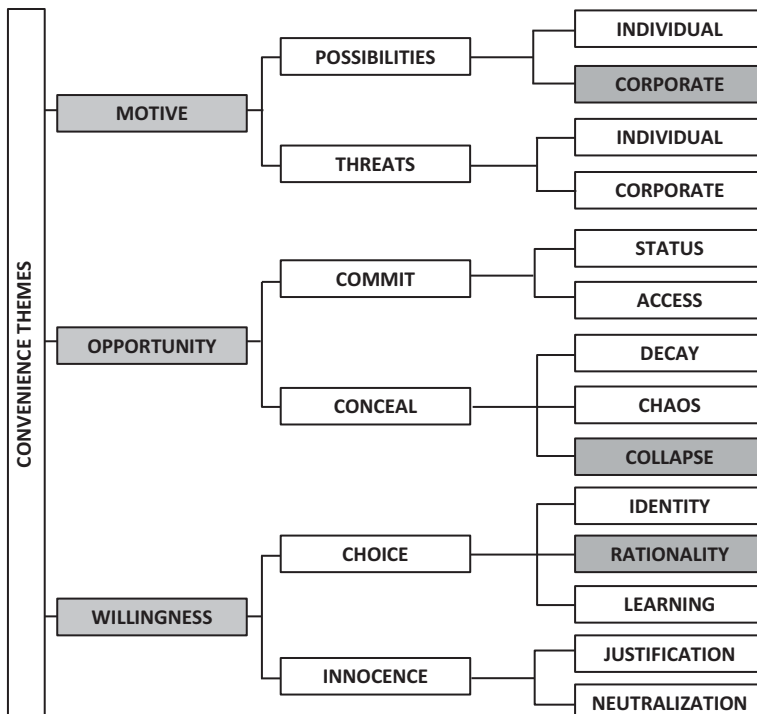 CONVENIENCE THEMES
MOTIVE
POSSIBILITIES
INDIVIDUAL
CORPORATE
THREATS
INDIVIDUAL
CORPORATE
OPPORTUNITY
COMMIT
STATUS
ACCESS
CONCEAL
DECAY
CHAOS
COLLAPSE
WILLINGNESS
CHOICE
IDENTITY
RATIONALITY
LEARNING
INNOCENCE
JUSTIFICATION
NEUTRALIZATION